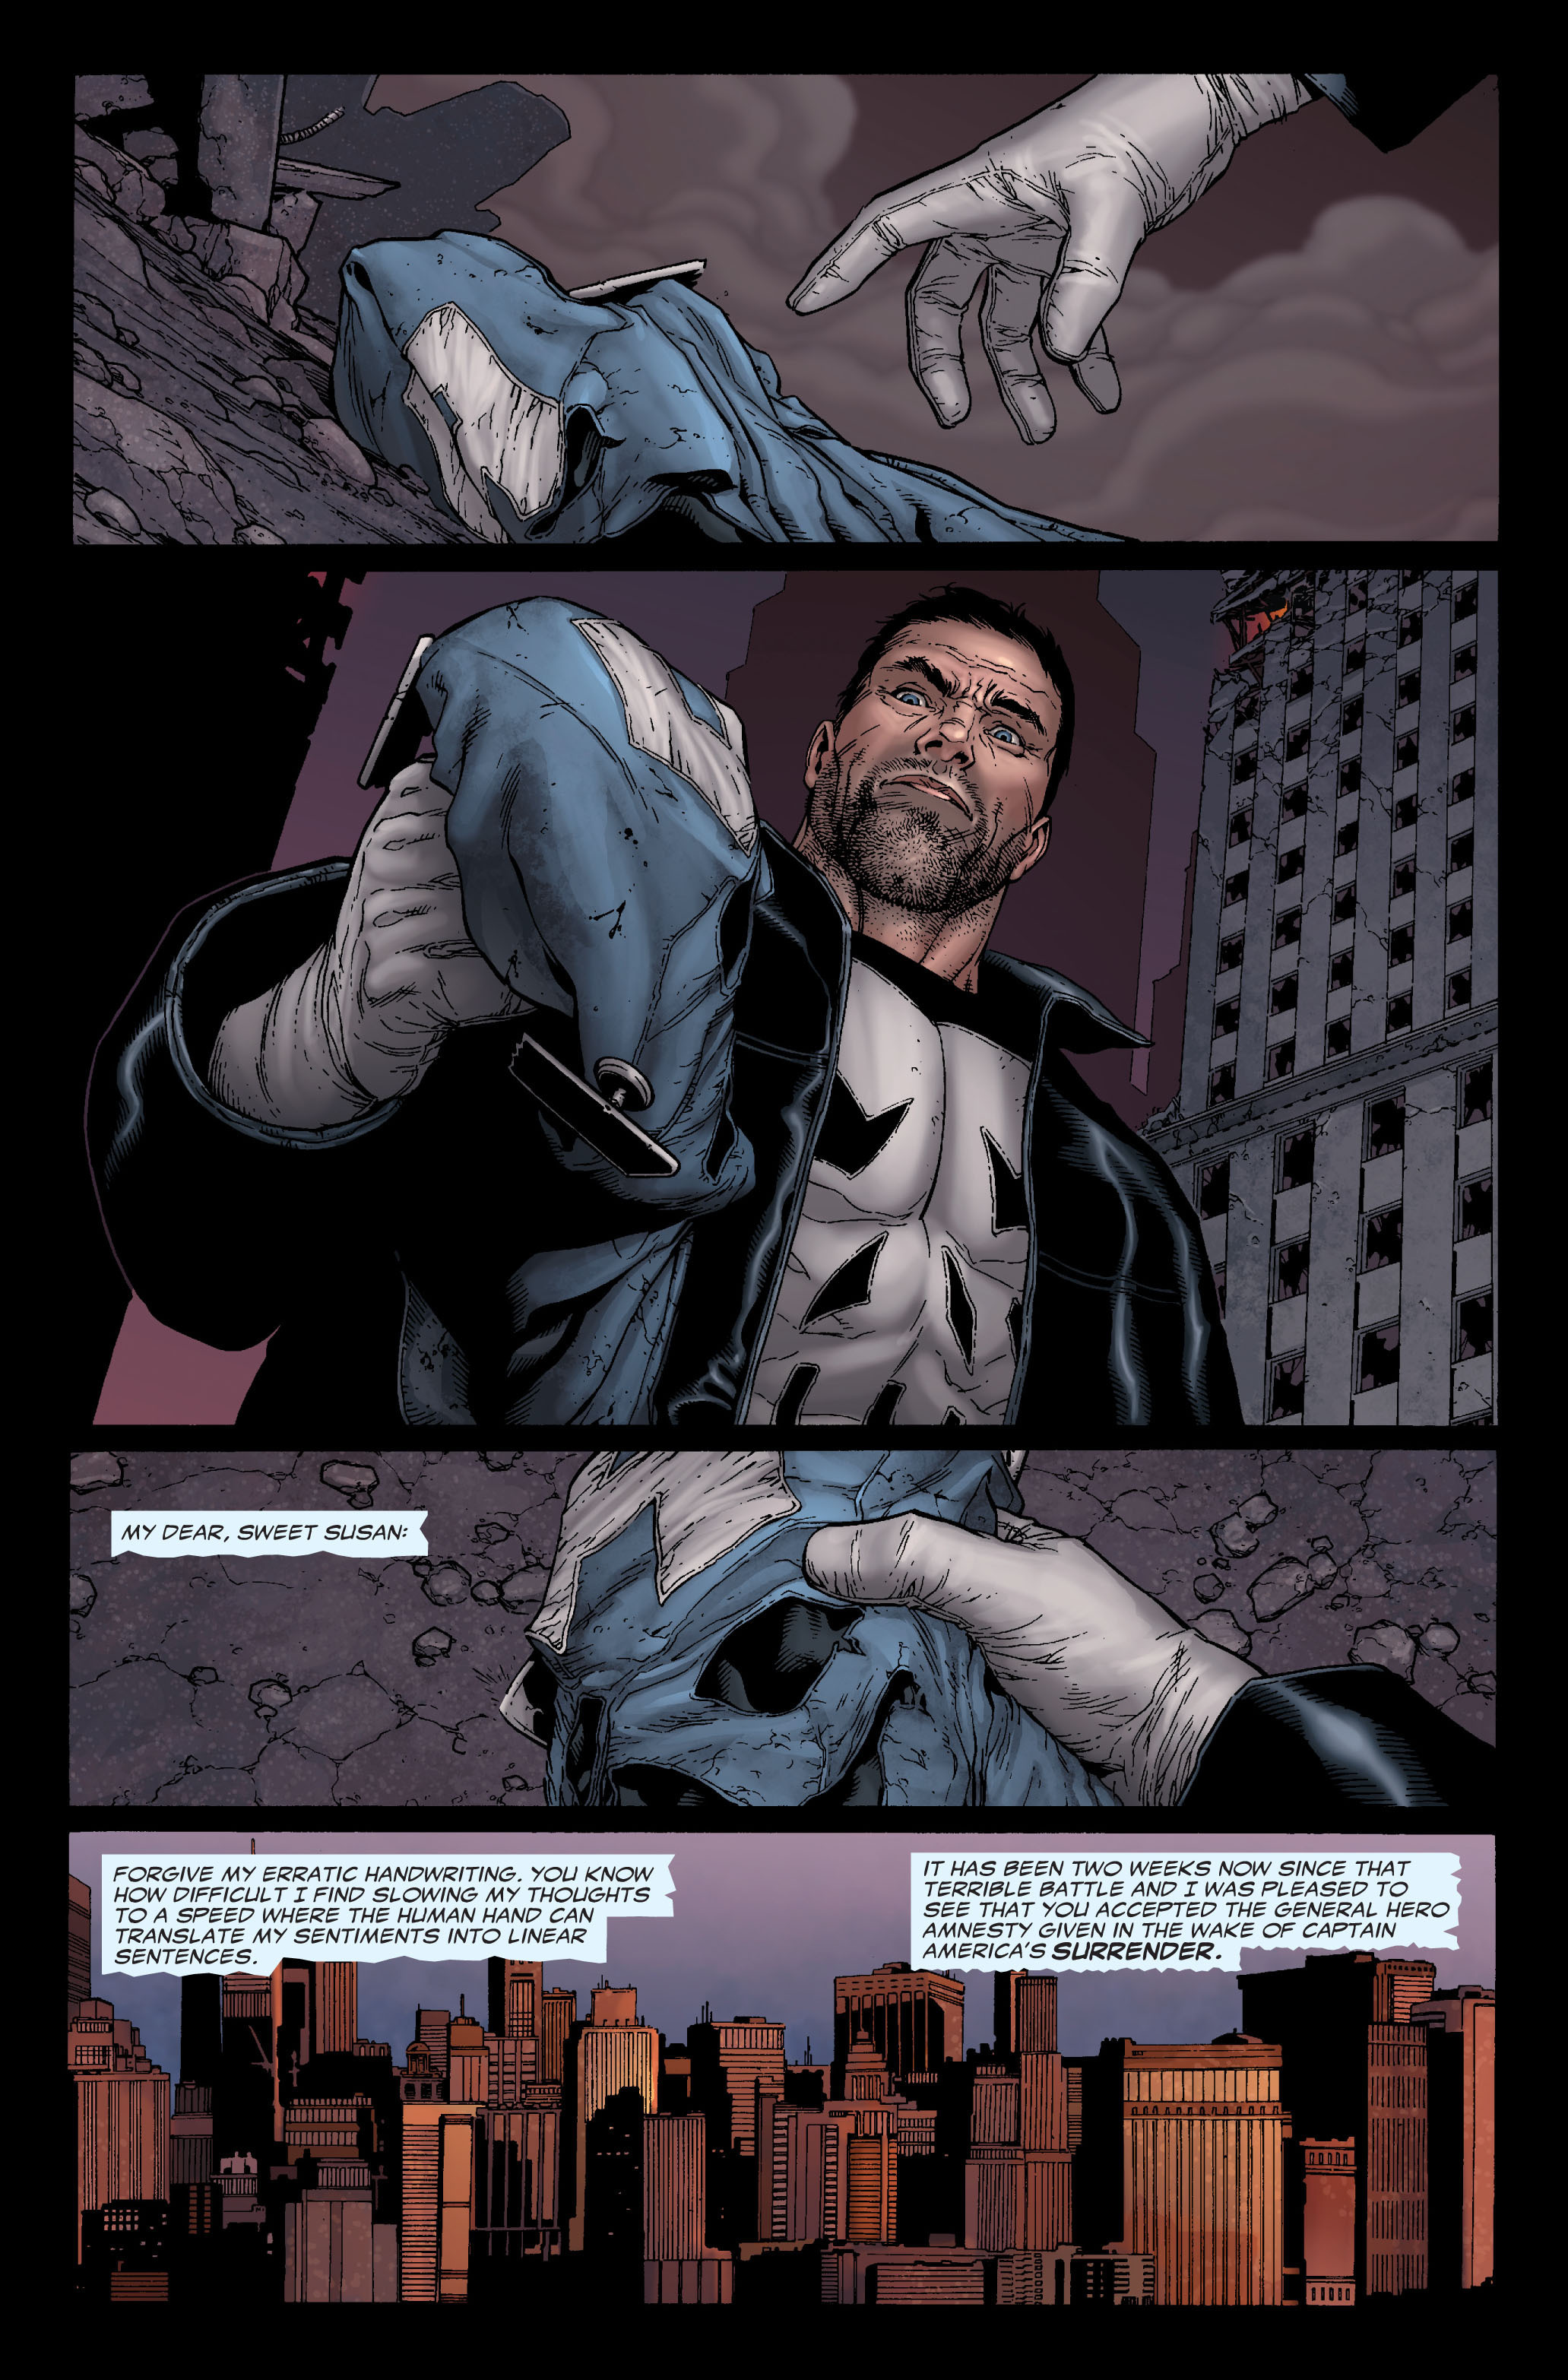 MY DEAR, SWEET SUSAN:
FORGIVE MY ERRATIC HANDWRITING. YOU KNOW
HOW DIFFICULT I FIND SLOWING MY THOUGHTS
TO A SPEED WHERE THE HUMAN HAND CAN
TRANSLATE MY SENTIMENTS INTO LINEAR
SENTENCES.
IT HAS BEEN TWO WEEKS NOW SINCE THAT
TERRIBLE BATTLE AND I WAS PLEASED TO
SEE THAT YOU ACCEPTED THE GENERAL HERO
AMNESTY GIVEN IN THE WAKE OF CAPTAIN
AMERICA'S SURRENDER.